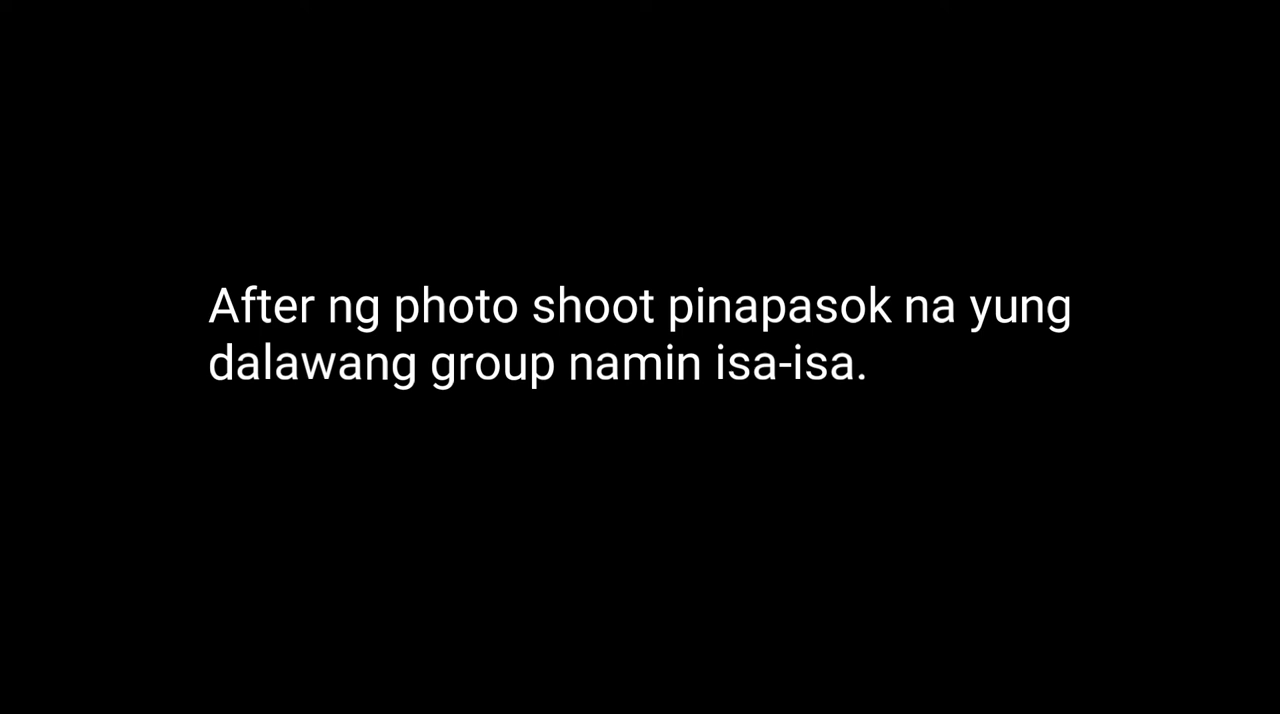 After ng photo shoot pinapasok na yung
dalawang group namin isa-isa.